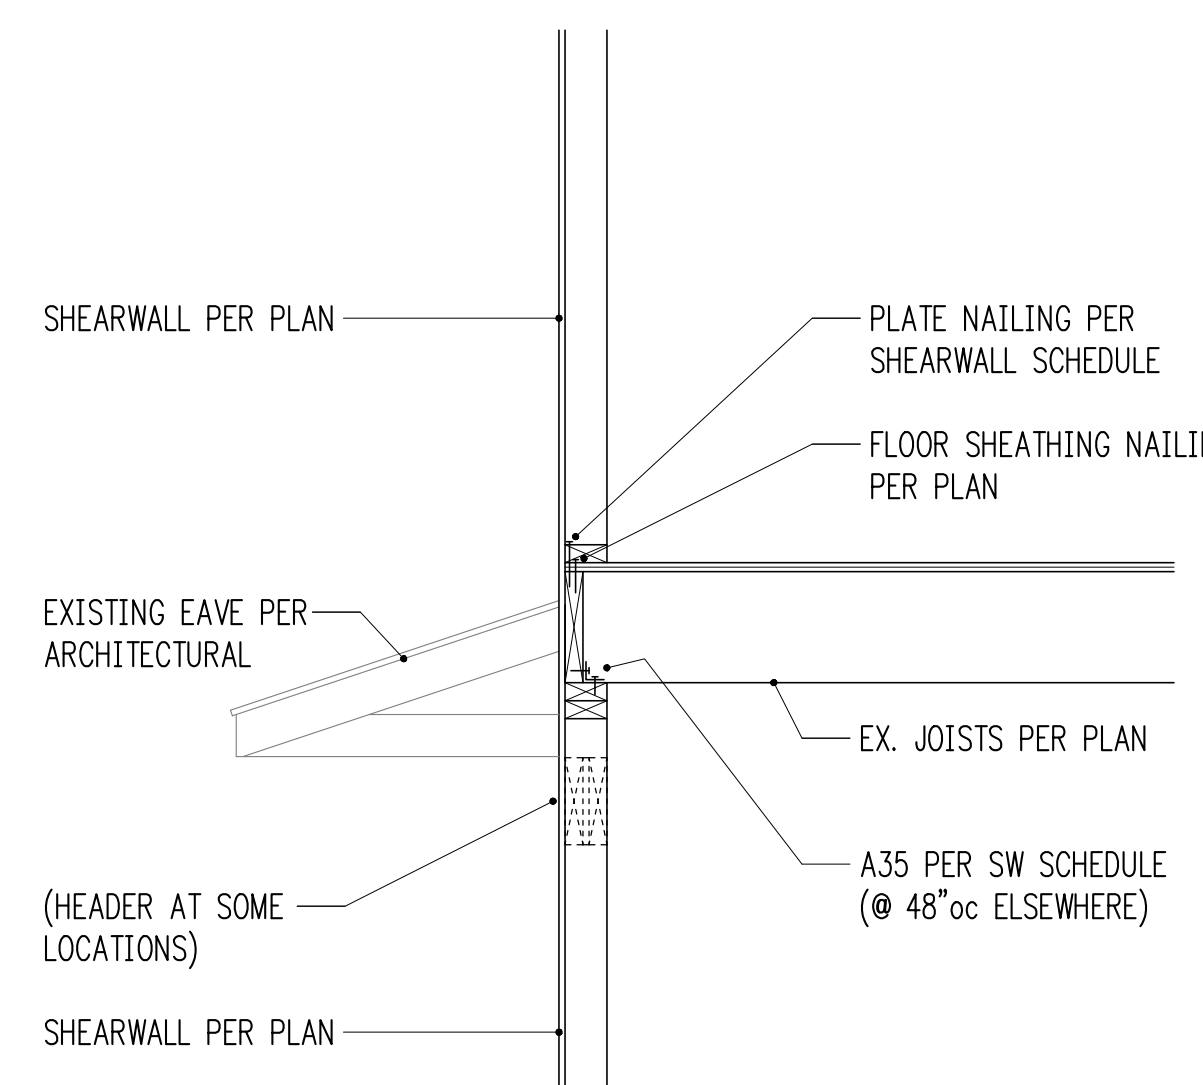 SHEARWALL PER PLAN
PLATE NAILING PER
SHEARWALL SCHEDULE
FLOOR SHEATHING
PER PLAN
EXISTING EAVE PER
ARCHITECTURAL
EX. JOISTS PER PLAN
A35 PER SW SCHEDULE
(@ 48"oc ELSEWHERE)
(HEADER AT SOME
LOCATIONS)
SHEARWALL PER PLAN